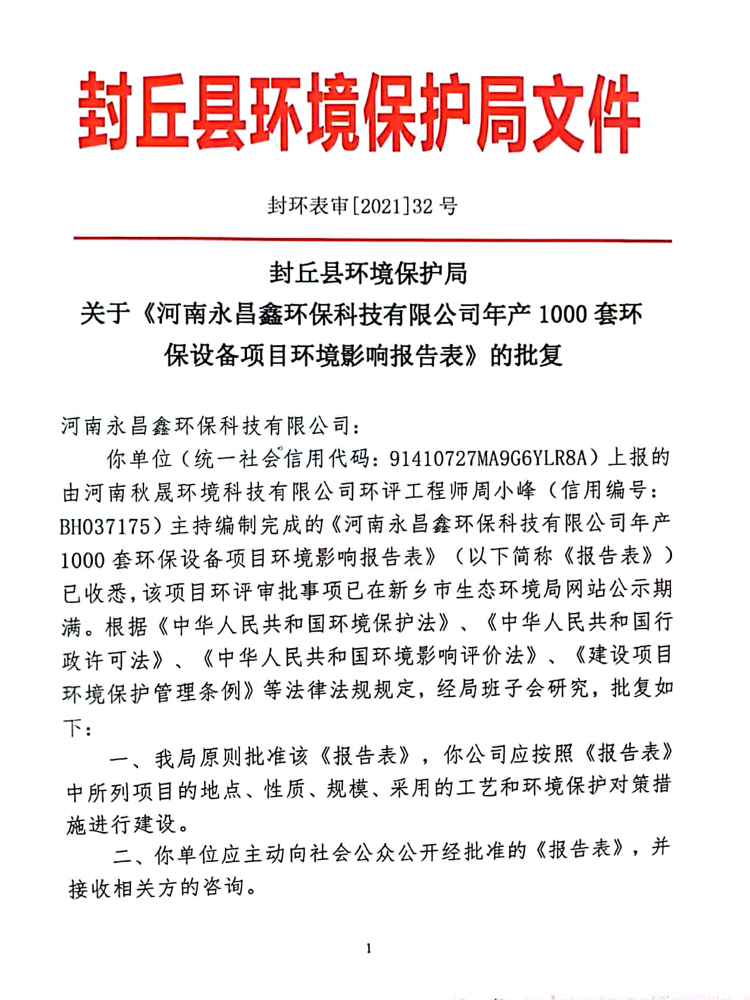 封丘县环境保护局文件
封环表审[2021]32 号
封丘县环境保护局
关于《河南永昌鑫环保科技有限公司年产 1000 套环
保设备项目环境影响报告表》的批复
河南永昌鑫环保科技有限公司：
你单位（统一社会信用代码：91410727MA9G6YLR8A）上报的
由河南秋晟环境科技有限公司环评工程师周小峰（信用编号：
BH037175）主持编制完成的《河南永昌鑫环保科技有限公司年产
1000 套环保设备项目环境影响报告表》（以下简称《报告表》）
已收悉，该项目环评审批事项已在新乡市生态环境局网站公示期
满。根据《中华人民共和国环境保护法》、《中华人民共和国行
政许可法》、《中华人民共和国环境影响评价法》、《建设项目
环境保护管理条例》等法律法规规定，经局班子会研究，批复如
下：
一、我局原则批准该《报告表》，你公司应按照《报告表》
中所列项目的地点、性质、规模、采用的工艺和环境保护对策措
施进行建设。
二、你单位应主动向社会公众公开经批准的《报告表》，并
接收相关方的咨询。
1